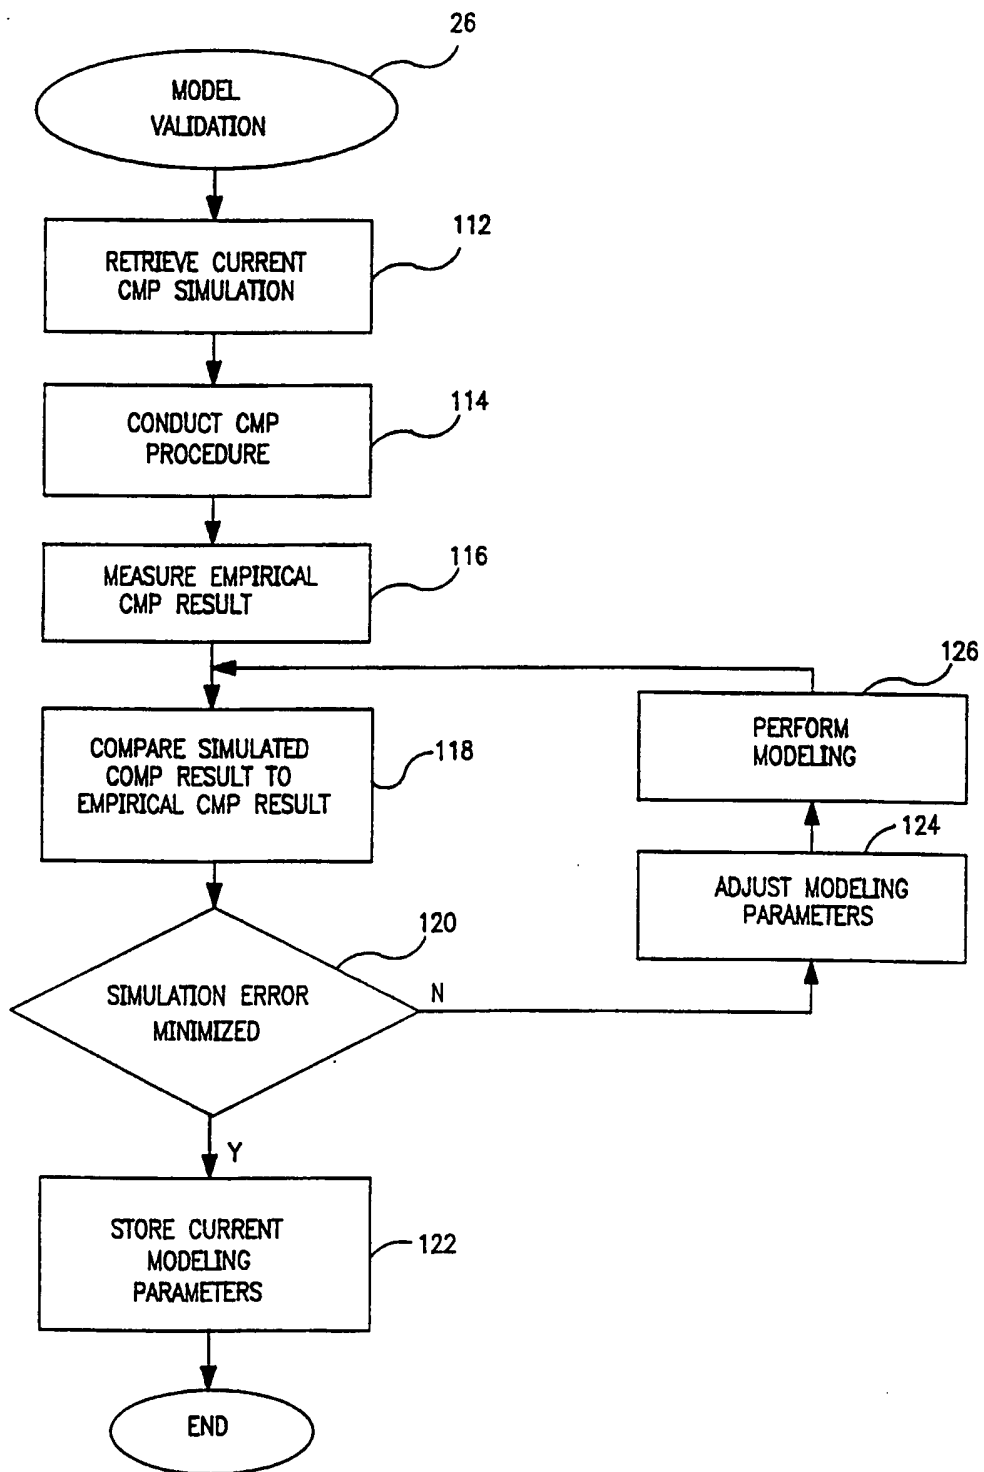 26
MODEL
VALIDATION
112
RETRIEVE CURRENT
CMP SIMULATION
114
CONDUCT CMP
PROCEDURE
116
MEASURE EMPIRICAL
CMP RESULT
126
PERFORM
MODELING
118
COMPARE SIMULATED
COMP RESULT TO
EMPIRICAL CMP RESULT
124
ADJUST MODELING
PARAMETERS
120
SIMULATION ERROR
MINIMIZED
N
Y
STORE CURRENT
MODELING
PARAMETERS
122
END